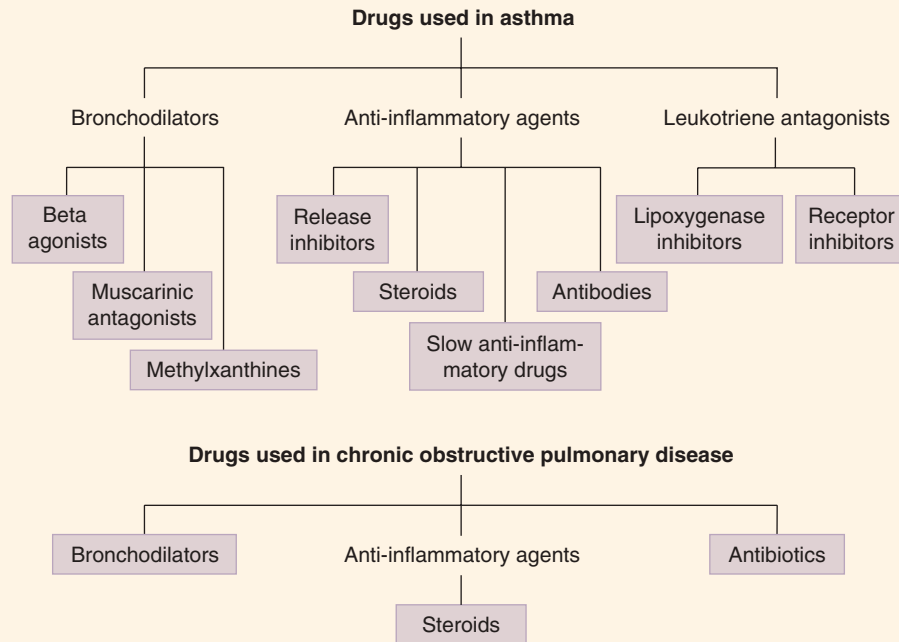 Drugs used in asthma
Bronchodilators
Anti-inflammatory agents
Leukotriene antagonists
Beta
agonists
Muscarinic
antagonists
Methylxanthines
Release
inhibitors
Steroids
Slow anti-inflam-
matory drugs
Antibodies
Lipoxygenase
inhibitors
Receptor
inhibitors
Drugs used in chronic obstructive pulmonary disease
Bronchodilators
Anti-inflammatory agents
Antibiotics
Steroids